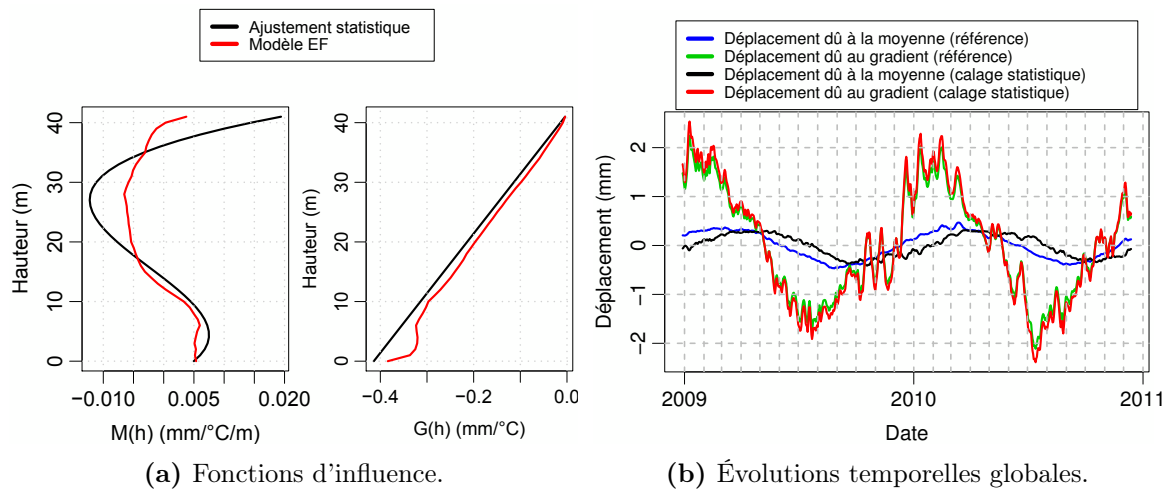 Ajustement statistique
Modèle EF
Hauteur (m)
0 10 20 30 40
−0.010 0.005 0.020
M(h) (mm/°C/m)
Hauteur (m)
0 10 20 30 40
−0.4 −0.2 0.0
G(h) (mm/°C)
(a) Fonctions d'influence.
Déplacement dû à la moyenne (référence)
Déplacement dû au gradient (référence)
Déplacement dû à la moyenne (calage statistique)
Déplacement dû au gradient (calage statistique)
Déplacement (mm)
−2 −1 0 1 2
2009 2010 2011
Date
(b) Évolutions temporelles globales.